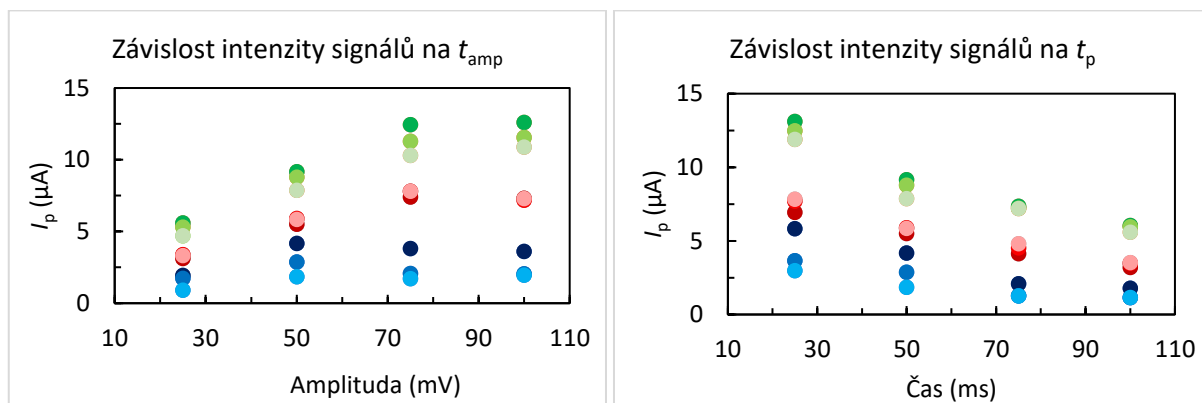 Závislost intenzity signálů na tamp
15
10
5
0
Ip (µA)
10 30 50 70 90 110
Amplituda (mV)
Závislost intenzity signálů na tp
15
10
5
0
Ip (µA)
10 30 50 70 90 110
Čas (ms)